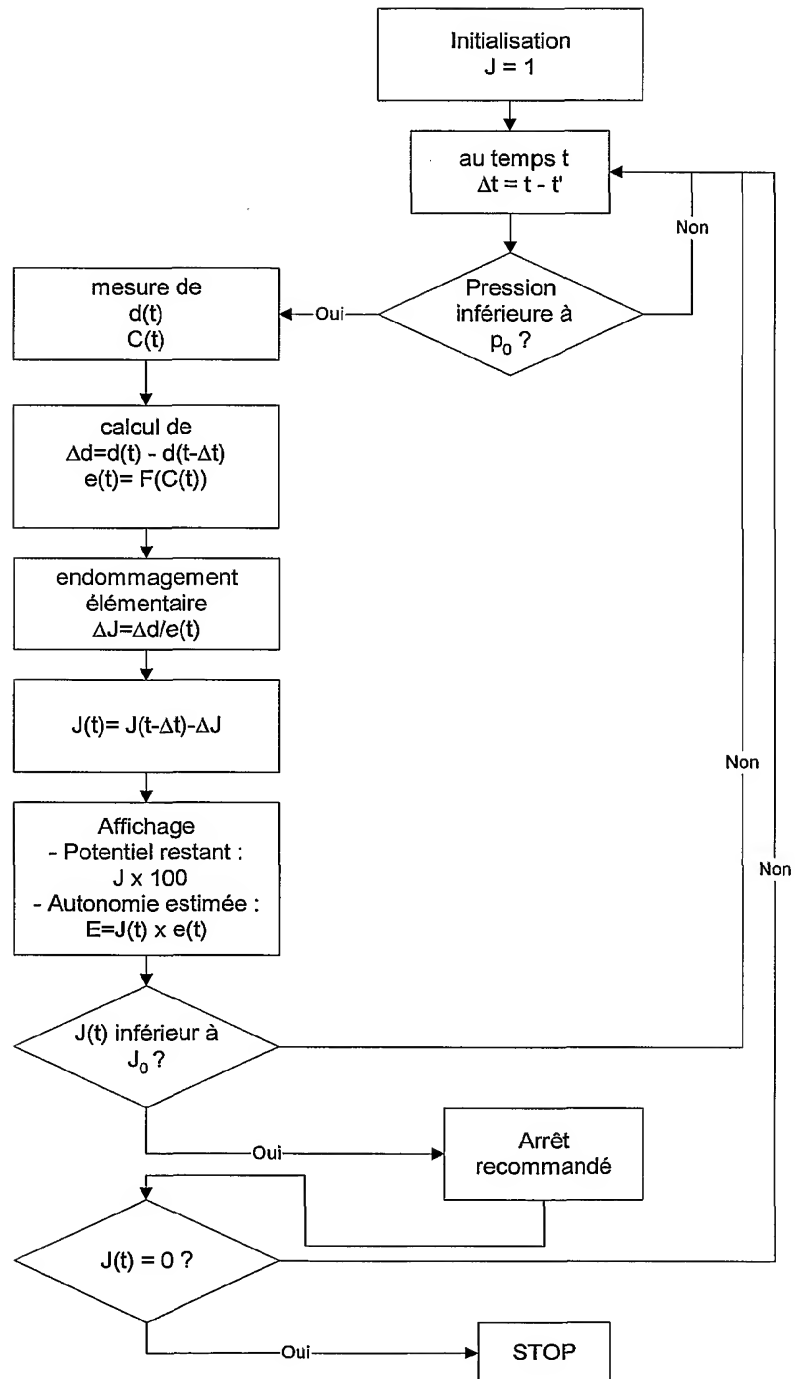 Initialisation
J = 1
au temps t
Δt = t - t'
Non
Pression
inférieure à
p₀ ?
Oui
mesure de
d(t)
C(t)
calcul de
Δd=d(t) - d(t-Δt)
e(t)= F(C(t))
endommagement
élémentaire
ΔJ=Δd/e(t)
J(t)= J(t-Δt)-ΔJ
Non
Affichage
- Potentiel restant :
J x 100
- Autonomie estimée :
E=J(t) x e(t)
Non
J(t) inférieur à
J₀ ?
Oui
Arrêt
recommandé
J(t) = 0 ?
Oui
STOP